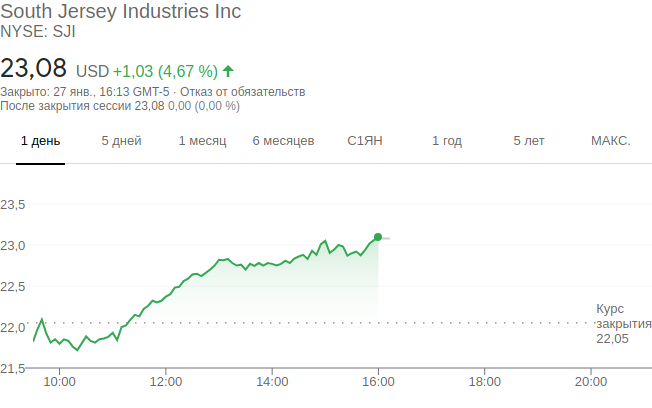 South Jersey Industries Inc
NYSE: SJI
23,08 USD +1,03 (4,67 %)
Закрыто: 27 янв., 16:13 GMT-5 · Отказ от обязательств
После закрытия сессии 23,08 0,00 (0,00 %)
1 день 5 дней 1 месяц 6 месяцев С1ЯН 1 год 5 лет МАКС.
23,5
23,0
22,5
Курс
22,0 закрытия
22,05
21,5
10:00 12:00 14:00 16:00 18:00 20:00